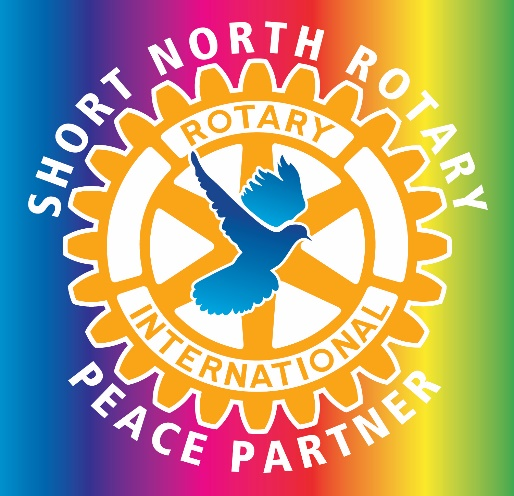 SHORT NORTH ROTARY
ROTARY
INTERNATIONAL
PEACE PARTNER